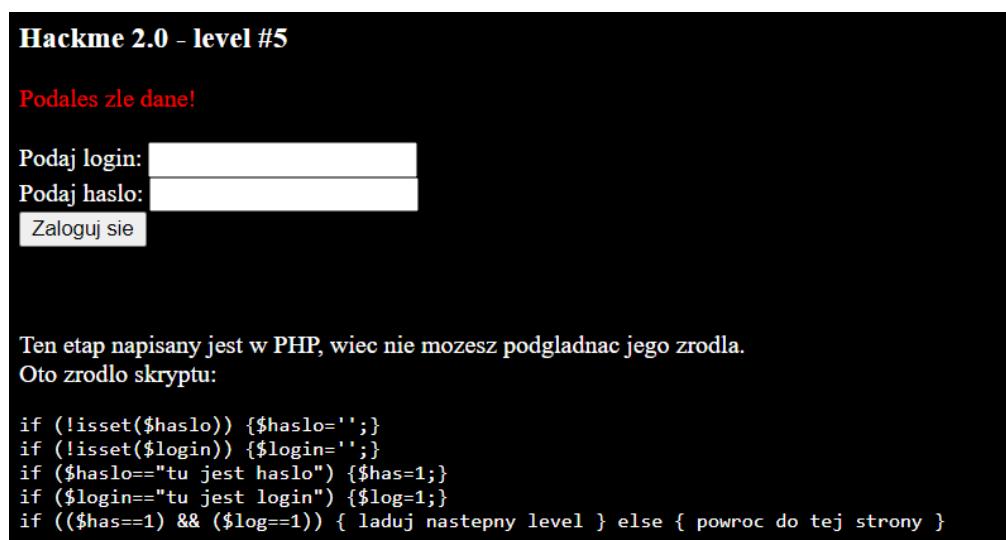 Hackme 2.0 - level #5
Podales zle dane!
Podaj login:
Podaj haslo:
Zaloguj sie
Ten etap napisany jest w PHP, wiec nie mozesz podgladnac jego zrodla.
Oto zrodlo skryptu:
if (!isset($haslo)) {$haslo='';}
if (!isset($login)) {$login='';}
if ($haslo=="tu jest haslo") {$has=1;}
if ($login=="tu jest login") {$log=1;}
if (($has==1) && ($log==1)) { laduj nastepny level } else { powroc do tej strony }